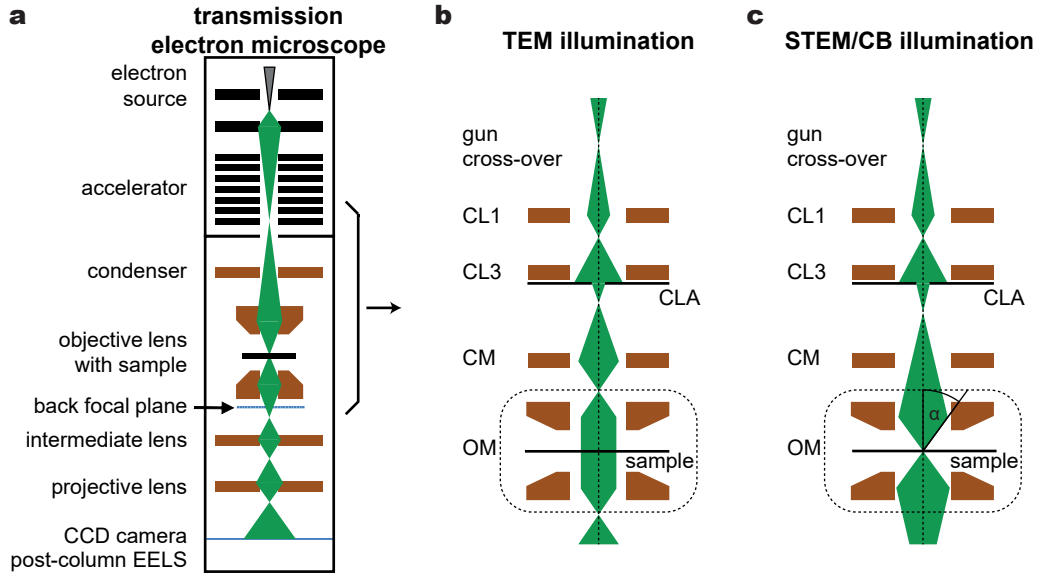 a
transmission
electron microscope
electron
source
accelerator
condenser
objective lens
with sample
back focal plane
intermediate lens
projective lens
CCD camera
post-column EELS
b
TEM illumination
gun
cross-over
CL1
CL3
CLA
CM
OM
sample
c
STEM/CB illumination
gun
cross-over
CL1
CL3
CLA
CM
α
OM
sample